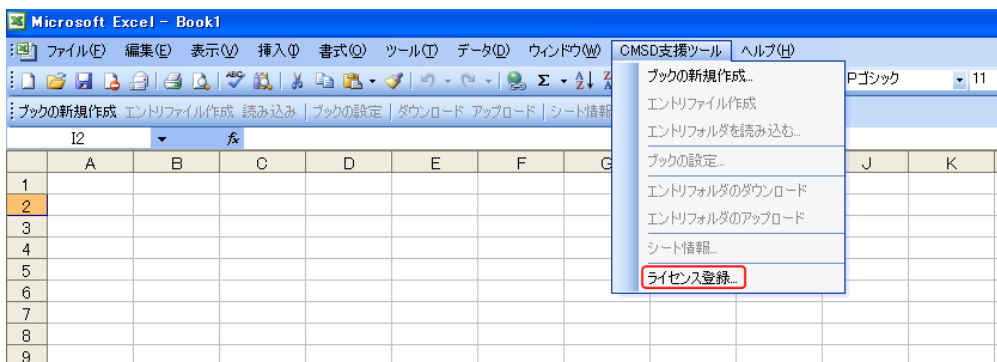 Microsoft Excel - Book1
ファイル(F) 編集(E) 表示(V) 挿入(I) 書式(O) ツール(T) データ(D) ウィンドウ(W) CMSD支援ツール ヘルプ(H)
Pゴシック 11
ブックの新規作成 エントリファイル作成 読み込み ブックの設定 ダウンロード アップロード シート情報
I2 fx
A B C D E F G J K
1
2
3
4
5
6
7
8
9
ブックの新規作成...
エントリファイル作成
エントリフォルダを読み込む...
ブックの設定...
エントリフォルダのダウンロード
エントリフォルダのアップロード
シート情報...
ライセンス登録...